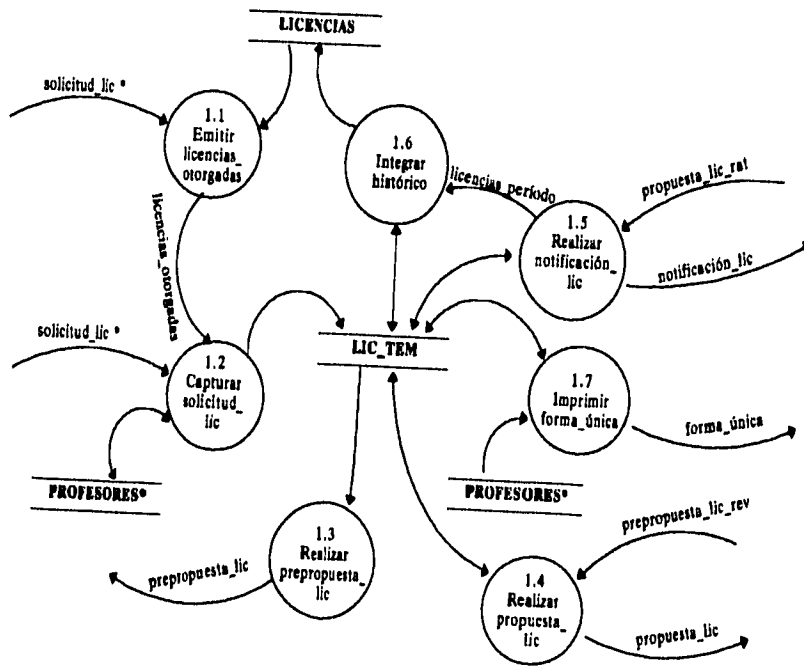 LICENCIAS
solicitud_lic *
1.1
Emitir
licencias_
otorgadas
1.6
Integrar
histórico
licencias_período
propuesta_lic_rat
1.5
Realizar
notificación_
lic
notificación_lic
licencias_otorgadas
solicitud_lic *
1.2
Capturar
solicitud_
lic
LIC_TEM
1.7
Imprimir
forma_única
forma_única
PROFESORES*
PROFESORES*
1.3
Realizar
prepropuesta_
lic
prepropuesta_lic
prepropuesta_lic_rev
1.4
Realizar
propuesta_
lic
propuesta_lic